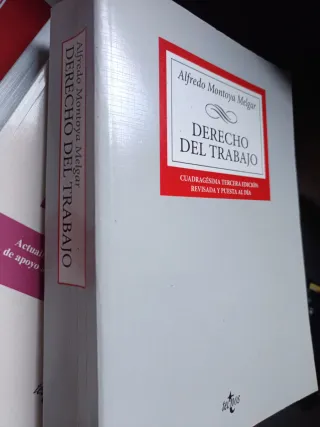 Alfredo Montoya Melgar
DERECHO
DEL TRABAJO
CUADRAGÉSIMA TERCERA EDICIÓN
REVISADA Y PUESTA AL DÍA
tecnos
Alfredo Montoya Melgar
DERECHO DEL TRABAJO
Actual
de apoyo